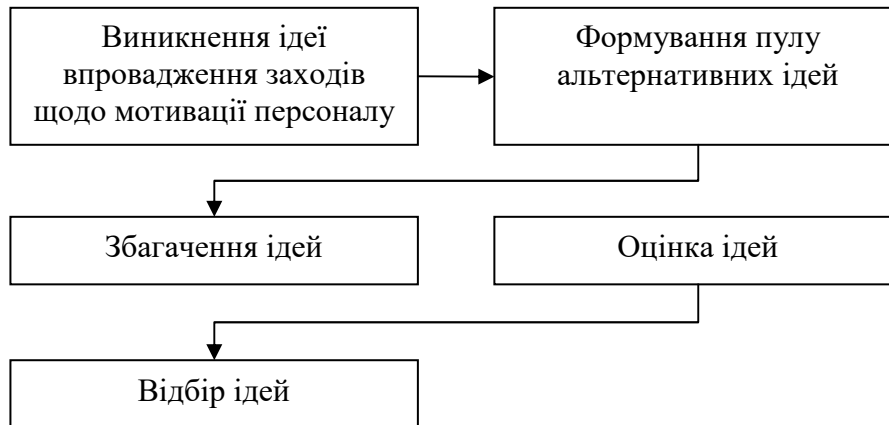 Виникнення ідеї
впровадження заходів
щодо мотивації персоналу
Формування пулу
альтернативних ідей
Збагачення ідей
Оцінка ідей
Відбір ідей